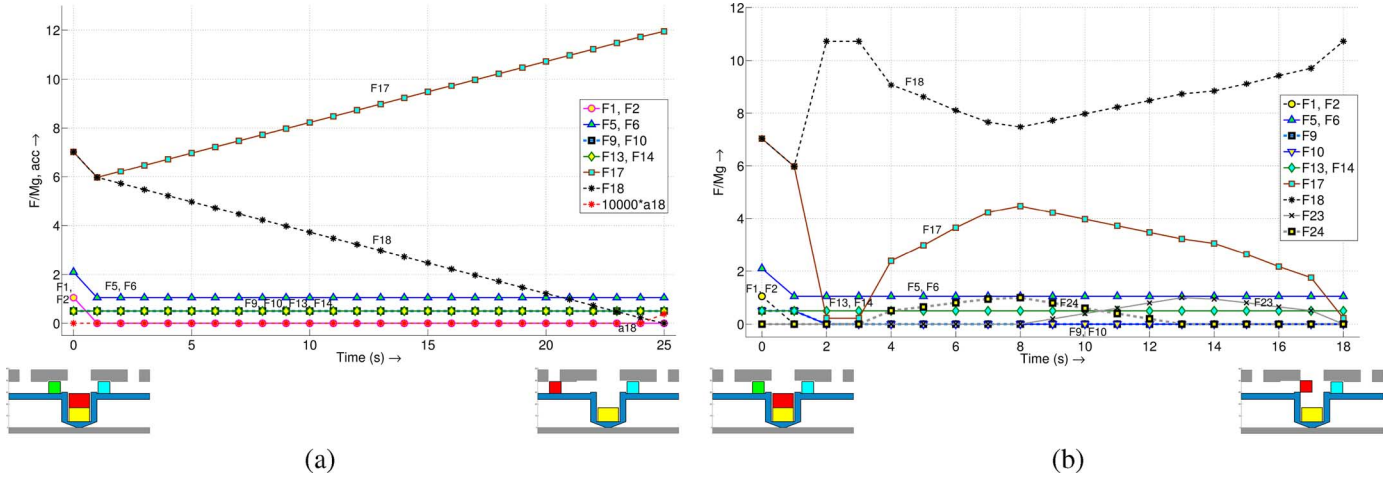 12
10
8
6
4
2
0
F/Mg, acc →
F17
F18
F1,
F2
F5, F6
F9, F10, F13, F14
a18
F1, F2
F5, F6
F9, F10
F13, F14
F17
F18
10000*a18
0 5 10 15 20 25
Time (s) →
(a)
12
10
8
6
4
2
0
F/Mg →
F18
F17
F1, F2
F13, F14
F5, F6
F24
F23
F9, F10
F1, F2
F5, F6
F9
F10
F13, F14
F17
F18
F23
F24
0 2 4 6 8 10 12 14 16 18
Time (s) →
(b)